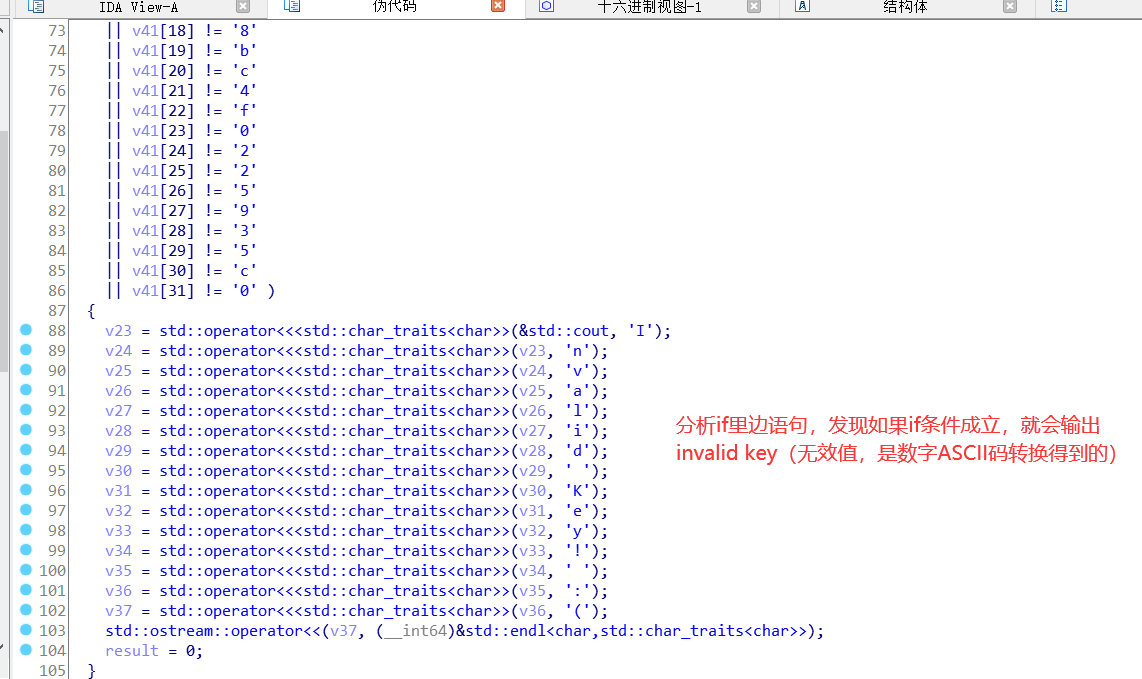 IDA View-A 伪代码 十六进制视图-1 结构体
73 || v41[18] != '8'
74 || v41[19] != 'b'
75 || v41[20] != 'c'
76 || v41[21] != '4'
77 || v41[22] != 'f'
78 || v41[23] != '0'
79 || v41[24] != '2'
80 || v41[25] != '2'
81 || v41[26] != '5'
82 || v41[27] != '9'
83 || v41[28] != '3'
84 || v41[29] != '5'
85 || v41[30] != 'c'
86 || v41[31] != '0' )
87 {
88 v23 = std::operator<<<std::char_traits<char>>(&std::cout, 'I');
89 v24 = std::operator<<<std::char_traits<char>>(v23, 'n');
90 v25 = std::operator<<<std::char_traits<char>>(v24, 'v');
91 v26 = std::operator<<<std::char_traits<char>>(v25, 'a');
92 v27 = std::operator<<<std::char_traits<char>>(v26, 'l');
93 v28 = std::operator<<<std::char_traits<char>>(v27, 'i');
94 v29 = std::operator<<<std::char_traits<char>>(v28, 'd');
95 v30 = std::operator<<<std::char_traits<char>>(v29, ' ');
96 v31 = std::operator<<<std::char_traits<char>>(v30, 'K');
97 v32 = std::operator<<<std::char_traits<char>>(v31, 'e');
98 v33 = std::operator<<<std::char_traits<char>>(v32, 'y');
99 v34 = std::operator<<<std::char_traits<char>>(v33, '!');
100 v35 = std::operator<<<std::char_traits<char>>(v34, ' ');
101 v36 = std::operator<<<std::char_traits<char>>(v35, ':');
102 v37 = std::operator<<<std::char_traits<char>>(v36, '(');
103 std::ostream::operator<<(v37, (__int64)&std::endl<char,std::char_traits<char>>);
104 result = 0;
105 }
分析if里边语句，发现如果if条件成立，就会输出
invalid key（无效值，是数字ASCII码转换得到的）